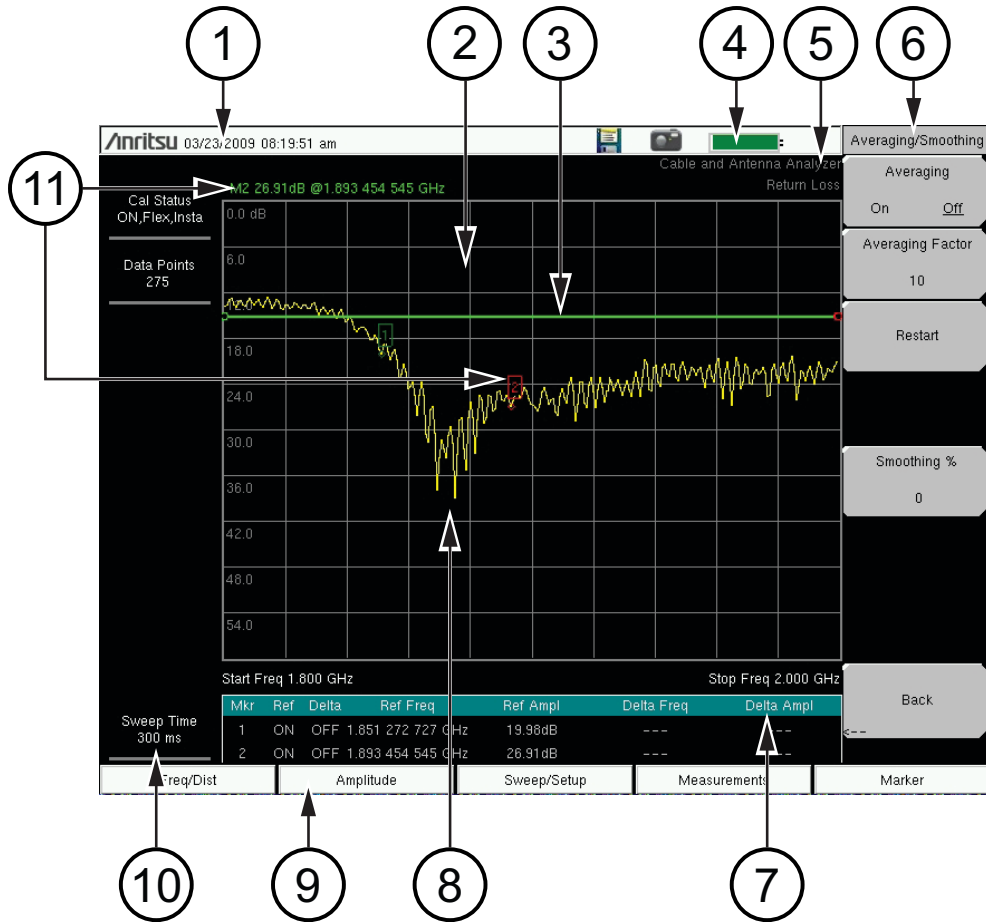 1 2 3 4 5 6
Anritsu 03/23/2009 08:19:51 am
Averaging/Smoothing
Cable and Antenna Analyzer
11
M2 26.91dB @1.893 454 545 GHz
Return Loss
Cal Status
ON,Flex,Insta
Data Points
275
0.0 dB
6.0
12.0
18.0
24.0
30.0
36.0
42.0
48.0
54.0
1
2
Averaging
On Off
Averaging Factor
10
Restart
Smoothing %
0
Back
<--
Start Freq 1.800 GHz Stop Freq 2.000 GHz
Mkr Ref Delta Ref Freq Ref Ampl Delta Freq Delta Ampl
1 ON OFF 1.851 272 727 GHz 19.98dB --- ---
2 ON OFF 1.893 454 545 GHz 26.91dB --- ---
Sweep Time
300 ms
Freq/Dist Amplitude Sweep/Setup Measurements Marker
10 9 8 7